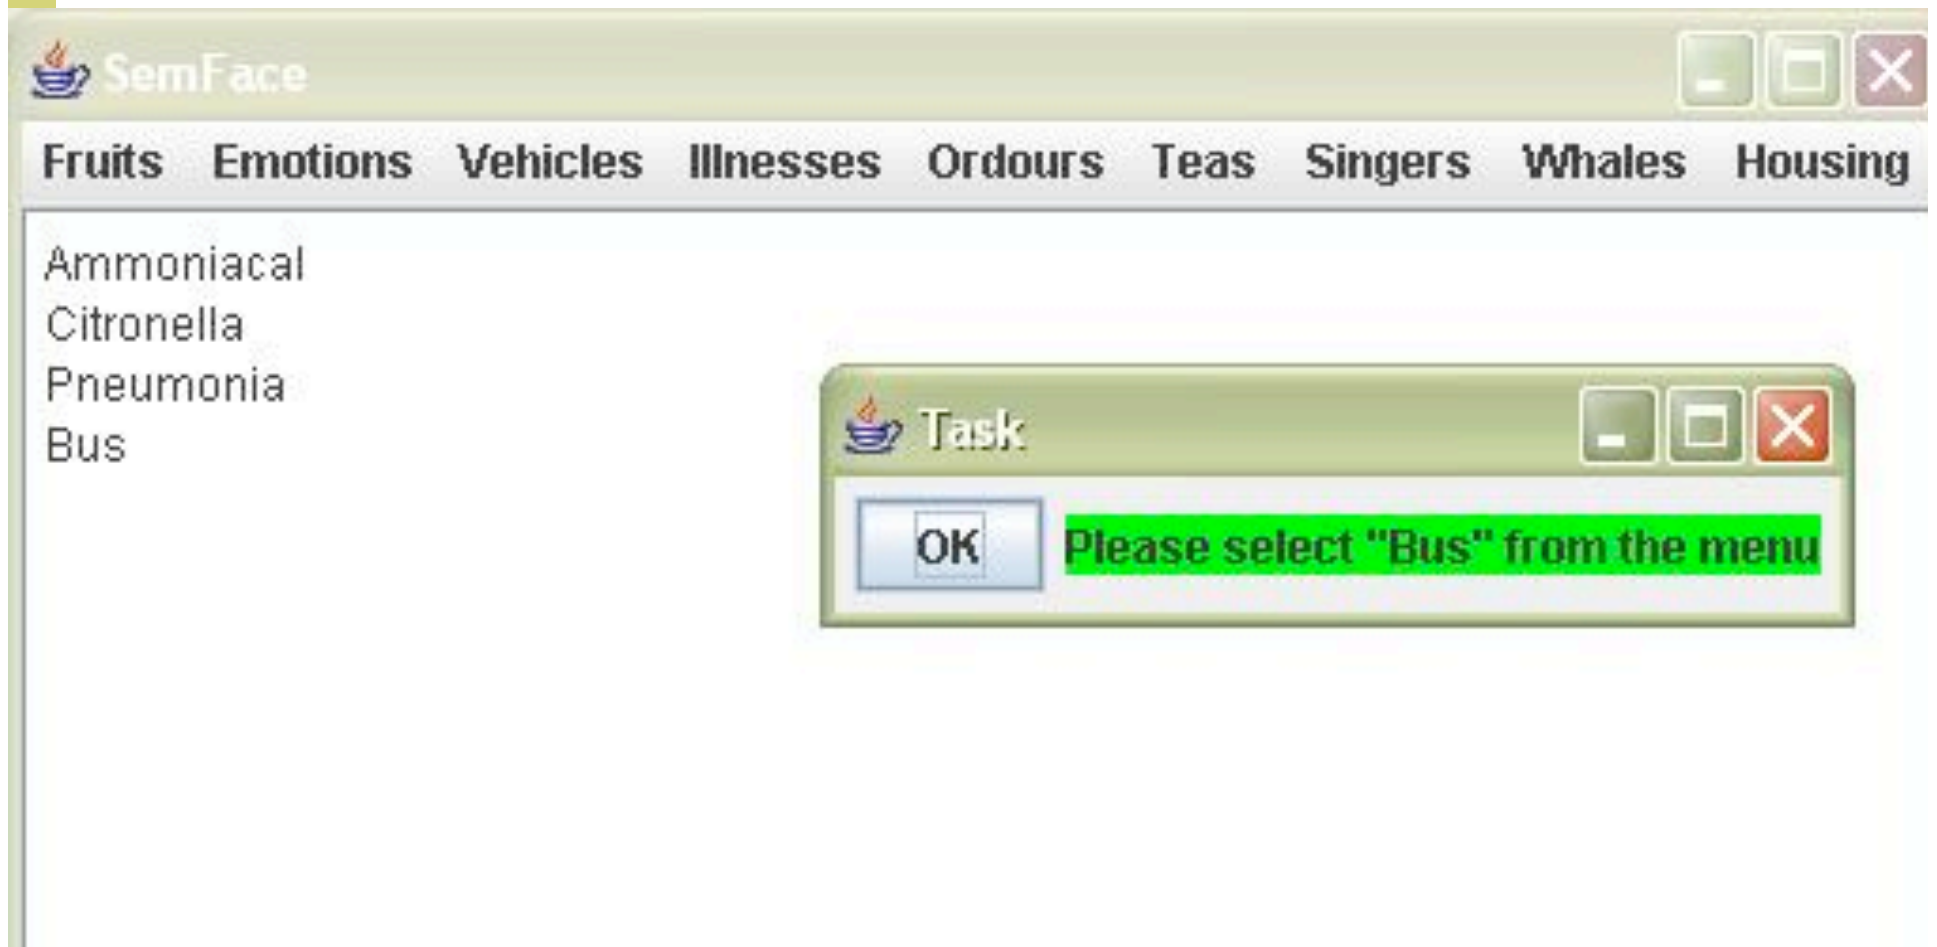 SemFace
Fruits Emotions Vehicles Illnesses Ordours Teas Singers Whales Housing
Ammoniacal
Citronella
Pneumonia
Bus
Task
OK Please select "Bus" from the menu